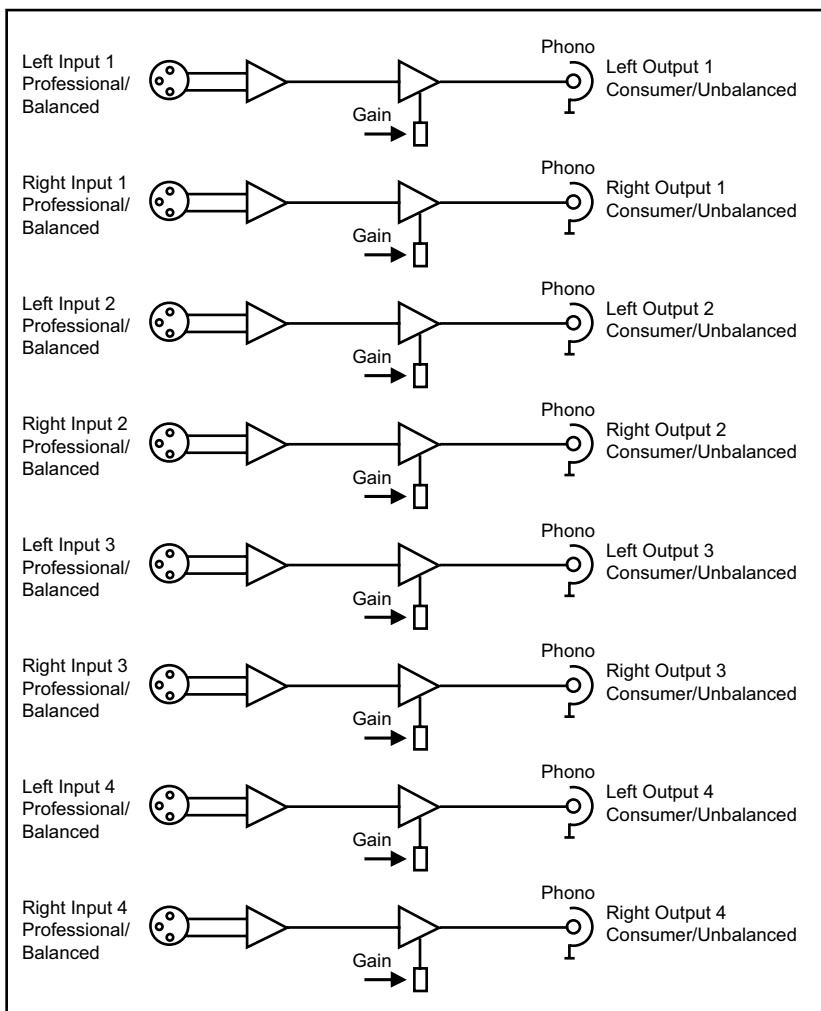 Left Input 1
Professional/
Balanced
Gain
Phono
Left Output 1
Consumer/Unbalanced
Right Input 1
Professional/
Balanced
Gain
Phono
Right Output 1
Consumer/Unbalanced
Left Input 2
Professional/
Balanced
Gain
Phono
Left Output 2
Consumer/Unbalanced
Right Input 2
Professional/
Balanced
Gain
Phono
Right Output 2
Consumer/Unbalanced
Left Input 3
Professional/
Balanced
Gain
Phono
Left Output 3
Consumer/Unbalanced
Right Input 3
Professional/
Balanced
Gain
Phono
Right Output 3
Consumer/Unbalanced
Left Input 4
Professional/
Balanced
Gain
Phono
Left Output 4
Consumer/Unbalanced
Right Input 4
Professional/
Balanced
Gain
Phono
Right Output 4
Consumer/Unbalanced